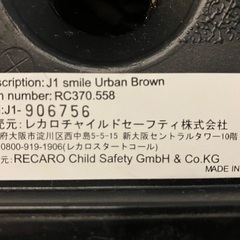 scription: J1 smile Urban Brown
n number: RC370.558
:J1-906756
売元：レカロチャイルドセーフティ株式会社
府大阪市淀川区西中島5-5-15 新大阪セントラルタワー10階
0800-919-1906(レカロスタートコール)
元: RECARO Child Safety GmbH & Co.KG
MADE IN